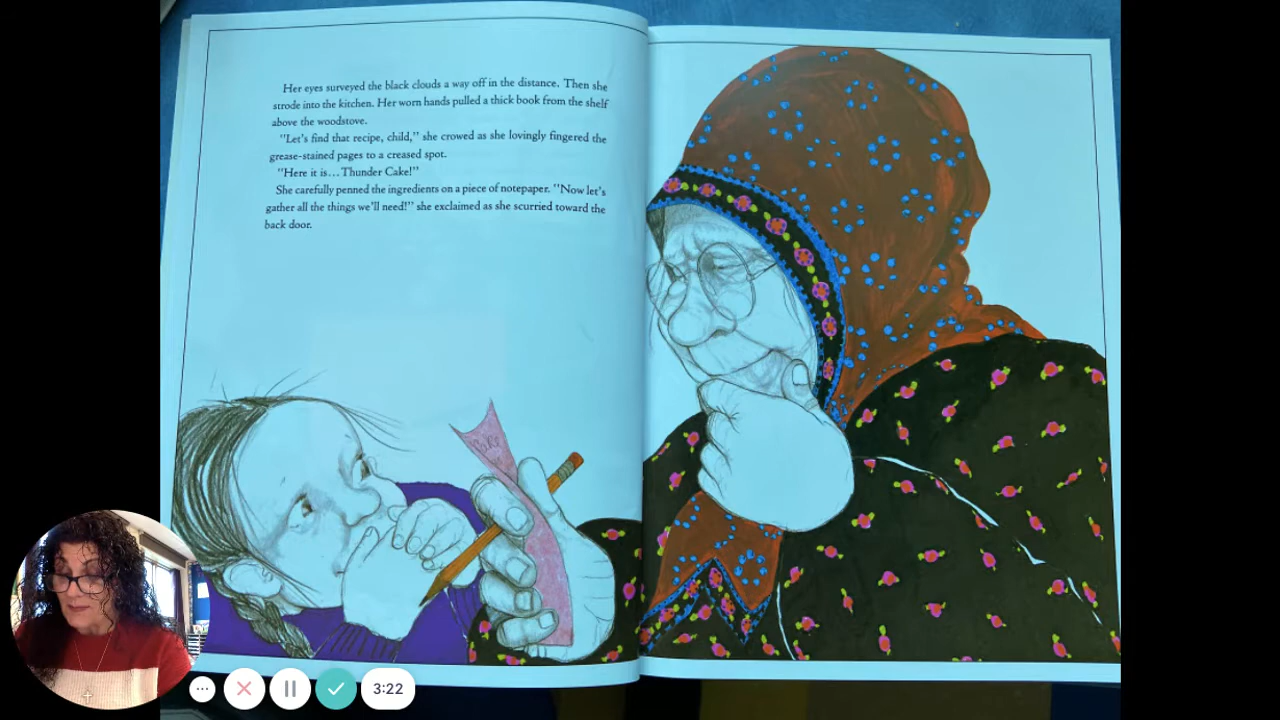 Her eyes surveyed the black clouds a way off in the distance. Then she
strode into the kitchen. Her worn hands pulled a thick book from the shelf
above the woodstove.
"Let's find that recipe, child," she crowed as she lovingly fingered the
grease-stained pages to a creased spot.
"Here it is... Thunder Cake!"
She carefully penned the ingredients on a piece of notepaper. "Now let's
gather all the things we'll need!" she exclaimed as she scurried toward the
back door.
3:22